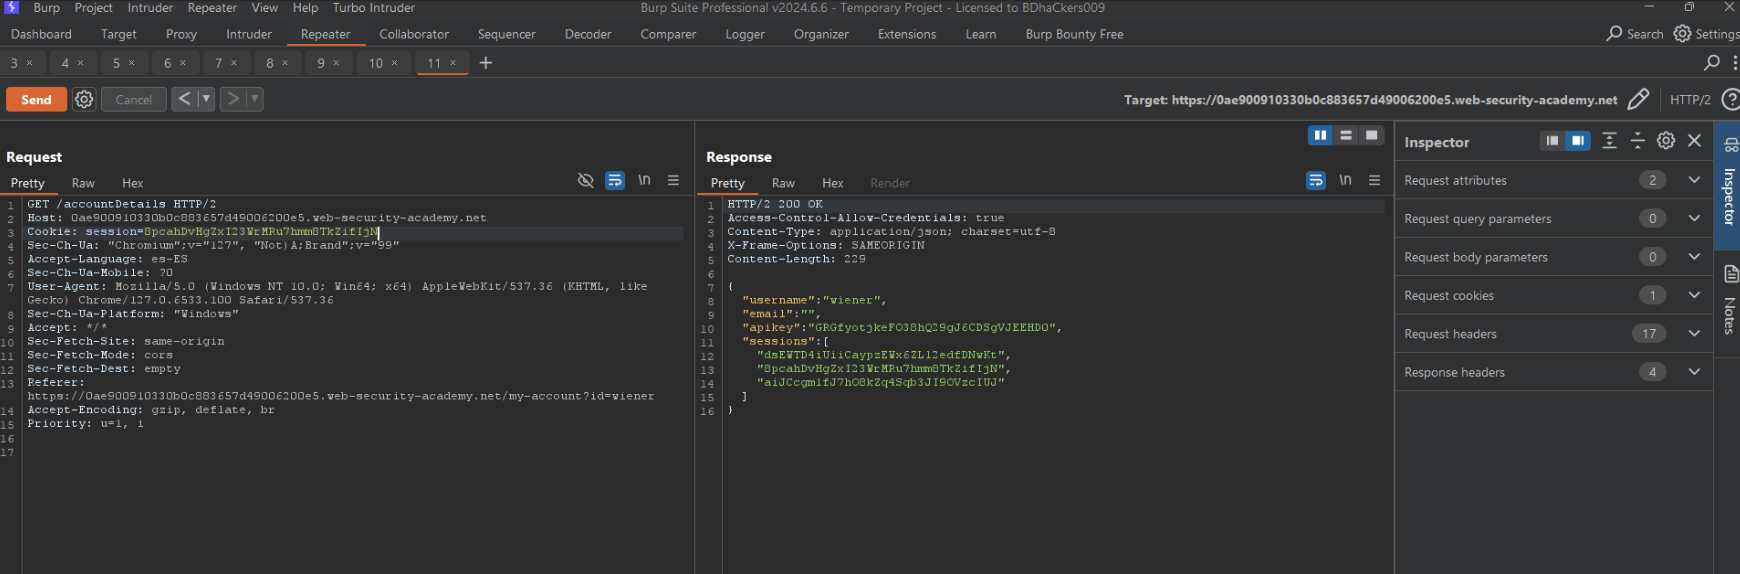 Burp Project Intruder Repeater View Help Turbo Intruder Burp Suite Professional v2024.6.6 - Temporary Project - Licensed to BDhaCkers009
Dashboard Target Proxy Intruder Repeater Collaborator Sequencer Decoder Comparer Logger Organizer Extensions Learn Burp Bounty Free Search Settings
3 × 4 × 5 × 6 × 7 × 8 × 9 × 10 × 11 × +
Send Cancel < > Target: https://0ae900910330b0c883657d49006200e5.web-security-academy.net HTTP/2 ?
Request
Pretty Raw Hex \n
1 GET /accountDetails HTTP/2
2 Host: 0ae900910330b0c883657d49006200e5.web-security-academy.net
3 Cookie: session=8pcahDvHgZxI23WrMRu7hmm8TkZifIjN
4 Sec-Ch-Ua: "Chromium";v="127", "Not)A;Brand";v="99"
5 Accept-Language: es-ES
6 Sec-Ch-Ua-Mobile: ?0
7 User-Agent: Mozilla/5.0 (Windows NT 10.0; Win64; x64) AppleWebKit/537.36 (KHTML, like
Gecko) Chrome/127.0.6533.100 Safari/537.36
8 Sec-Ch-Ua-Platform: "Windows"
9 Accept: */*
10 Sec-Fetch-Site: same-origin
11 Sec-Fetch-Mode: cors
12 Sec-Fetch-Dest: empty
13 Referer:
https://0ae900910330b0c883657d49006200e5.web-security-academy.net/my-account?id=wiener
14 Accept-Encoding: gzip, deflate, br
15 Priority: u=1, i
16
17
Response
Pretty Raw Hex Render \n
1 HTTP/2 200 OK
2 Access-Control-Allow-Credentials: true
3 Content-Type: application/json; charset=utf-8
4 X-Frame-Options: SAMEORIGIN
5 Content-Length: 229
6
7 {
8 "username":"wiener",
9 "email":"",
10 "apikey":"GRGfyotjkeFO38hQ29gJ6CDSgVJEEHDO",
11 "sessions":[
12 "dsEWTD4iUiiCaypzEWx6ZLl2edfDNwKt",
13 "8pcahDvHgZxI23WrMRu7hmm8TkZifIjN",
14 "aiJCcgm1fJ7hO8kZq4Sqb3JI9OVzcIUJ"
15 ]
16 }
Inspector
Request attributes 2
Request query parameters 0
Request body parameters 0
Request cookies 1
Request headers 17
Response headers 4
Inspector
Notes